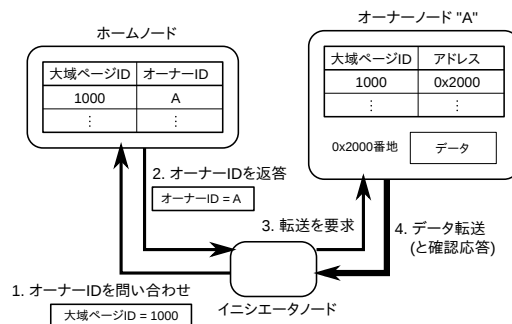 ホームノード
大域ページID オーナーID
1000 A
⋮ ⋮
オーナーノード "A"
大域ページID アドレス
1000 0x2000
⋮ ⋮
0x2000番地 データ
2. オーナーIDを返答
オーナーID = A
3. 転送を要求
4. データ転送
(と確認応答)
1. オーナーIDを問い合わせ
大域ページID = 1000
イニシエータノード